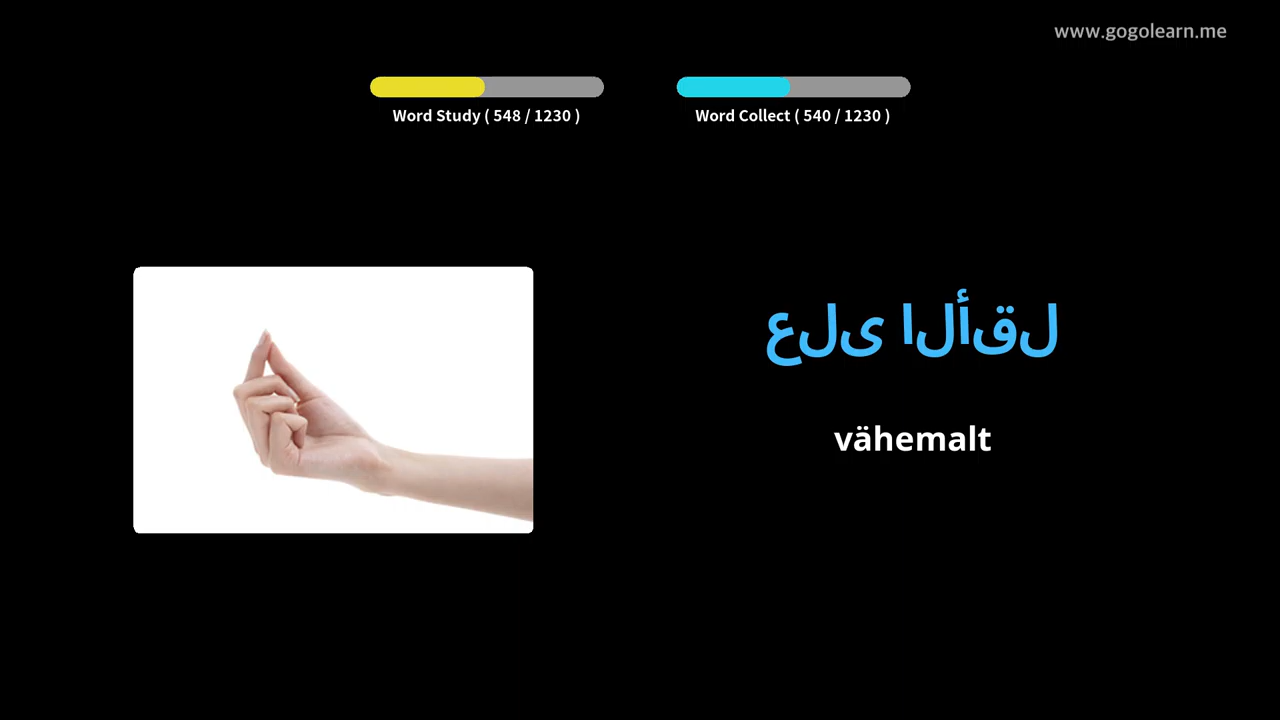 www.gogolearn.me
Word Study ( 548 / 1230 )
Word Collect ( 540 / 1230 )
على الأقل
vähemalt